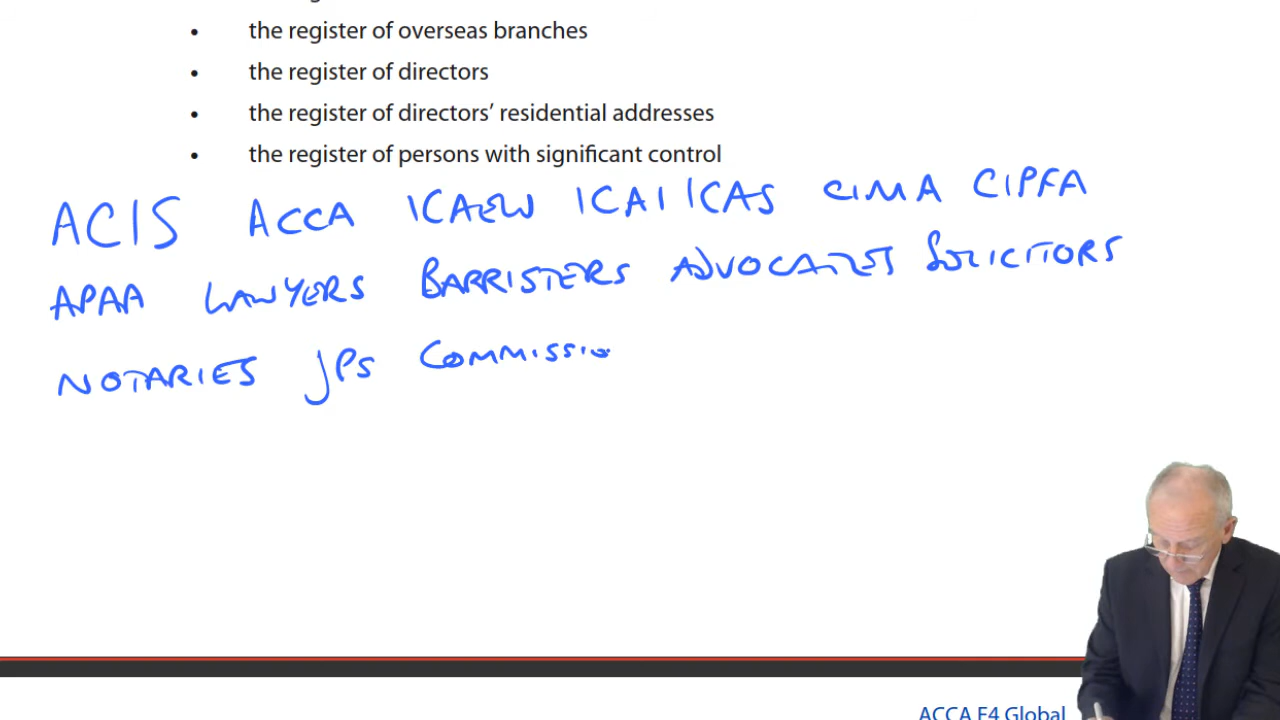 • the register of overseas branches
• the register of directors
• the register of directors’ residential addresses
• the register of persons with significant control
ACIS ACCA ICAEW ICAI ICAS CIMA CIPFA
APAA LAWYERS BARRISTERS ADVOCATES SOLICITORS
NOTARIES JPS COMMISSIO
ACCA F4 Global